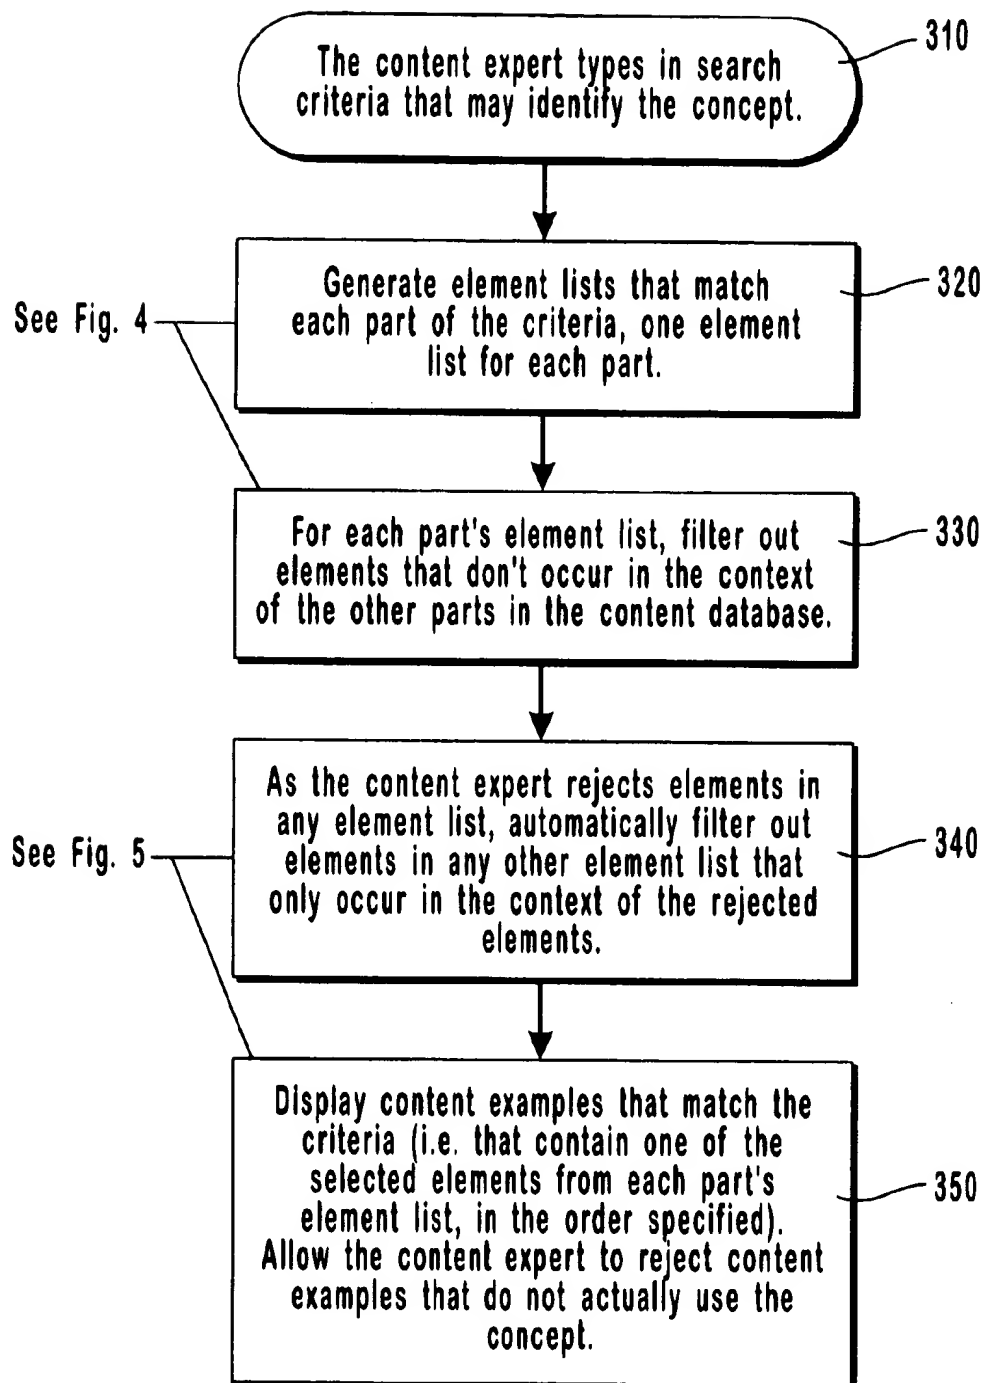 310
The content expert types in search
criteria that may identify the concept.
320
Generate element lists that match
each part of the criteria, one element
list for each part.
See Fig. 4
330
For each part's element list, filter out
elements that don't occur in the context
of the other parts in the content database.
As the content expert rejects elements in
any element list, automatically filter out
elements in any other element list that
only occur in the context of the rejected
elements.
340
See Fig. 5
Display content examples that match the
criteria (i.e. that contain one of the
selected elements from each part's
element list, in the order specified).
Allow the content expert to reject content
examples that do not actually use the
concept.
350